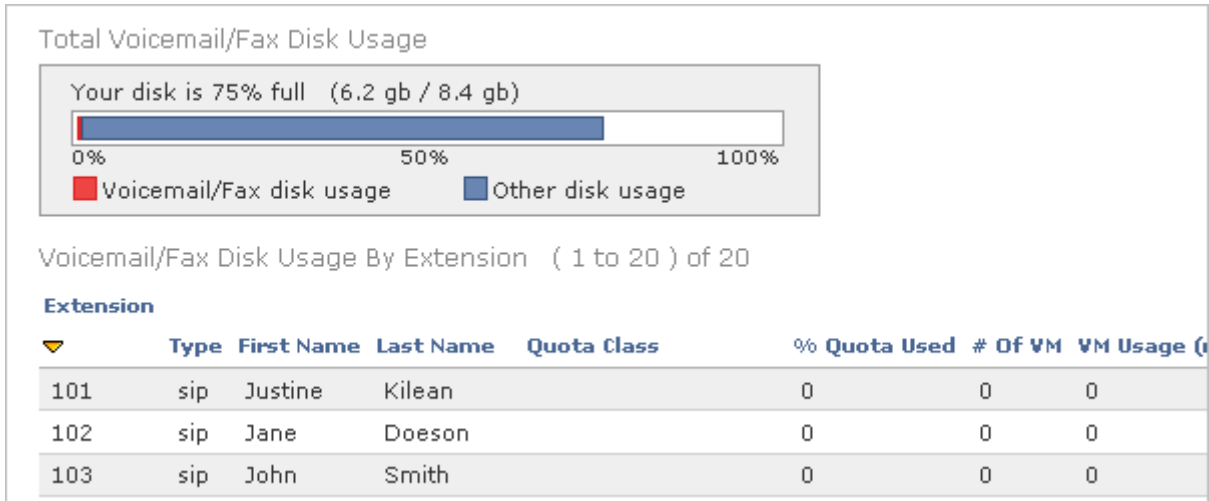 Total Voicemail/Fax Disk Usage
Your disk is 75% full (6.2 gb / 8.4 gb)
0% 50% 100%
Voicemail/Fax disk usage Other disk usage
Voicemail/Fax Disk Usage By Extension ( 1 to 20 ) of 20
Extension
Type First Name Last Name Quota Class % Quota Used # Of VM VM Usage (
101 sip Justine Kilean 0 0 0
102 sip Jane Doeson 0 0 0
103 sip John Smith 0 0 0